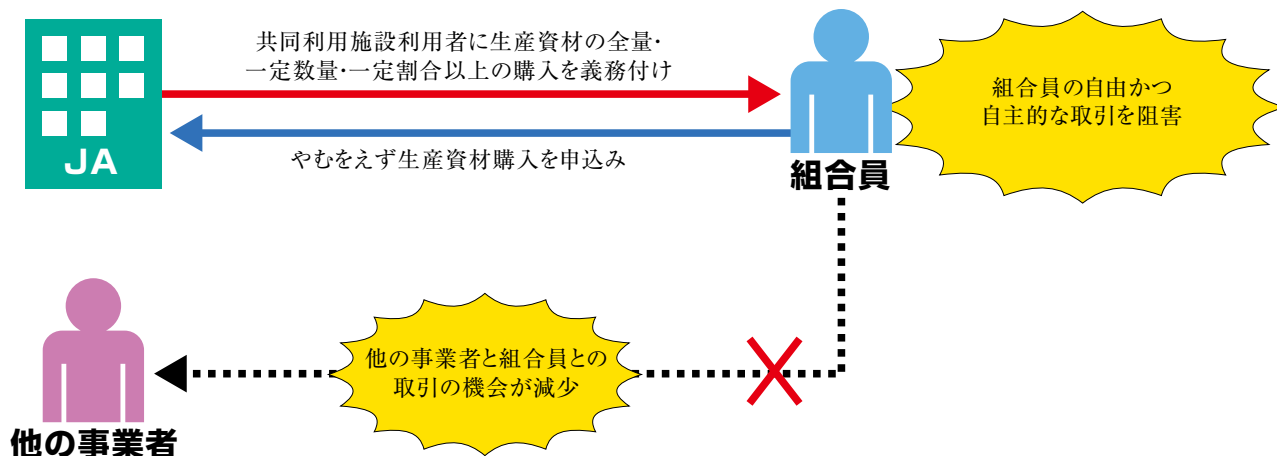 共同利用施設利用者に生産資材の全量・
一定数量・一定割合以上の購入を義務付け
JA
やむをえず生産資材購入を申込み
組合員
組合員の自由かつ
自主的な取引を阻害
他の事業者と組合員との
取引の機会が減少
他の事業者